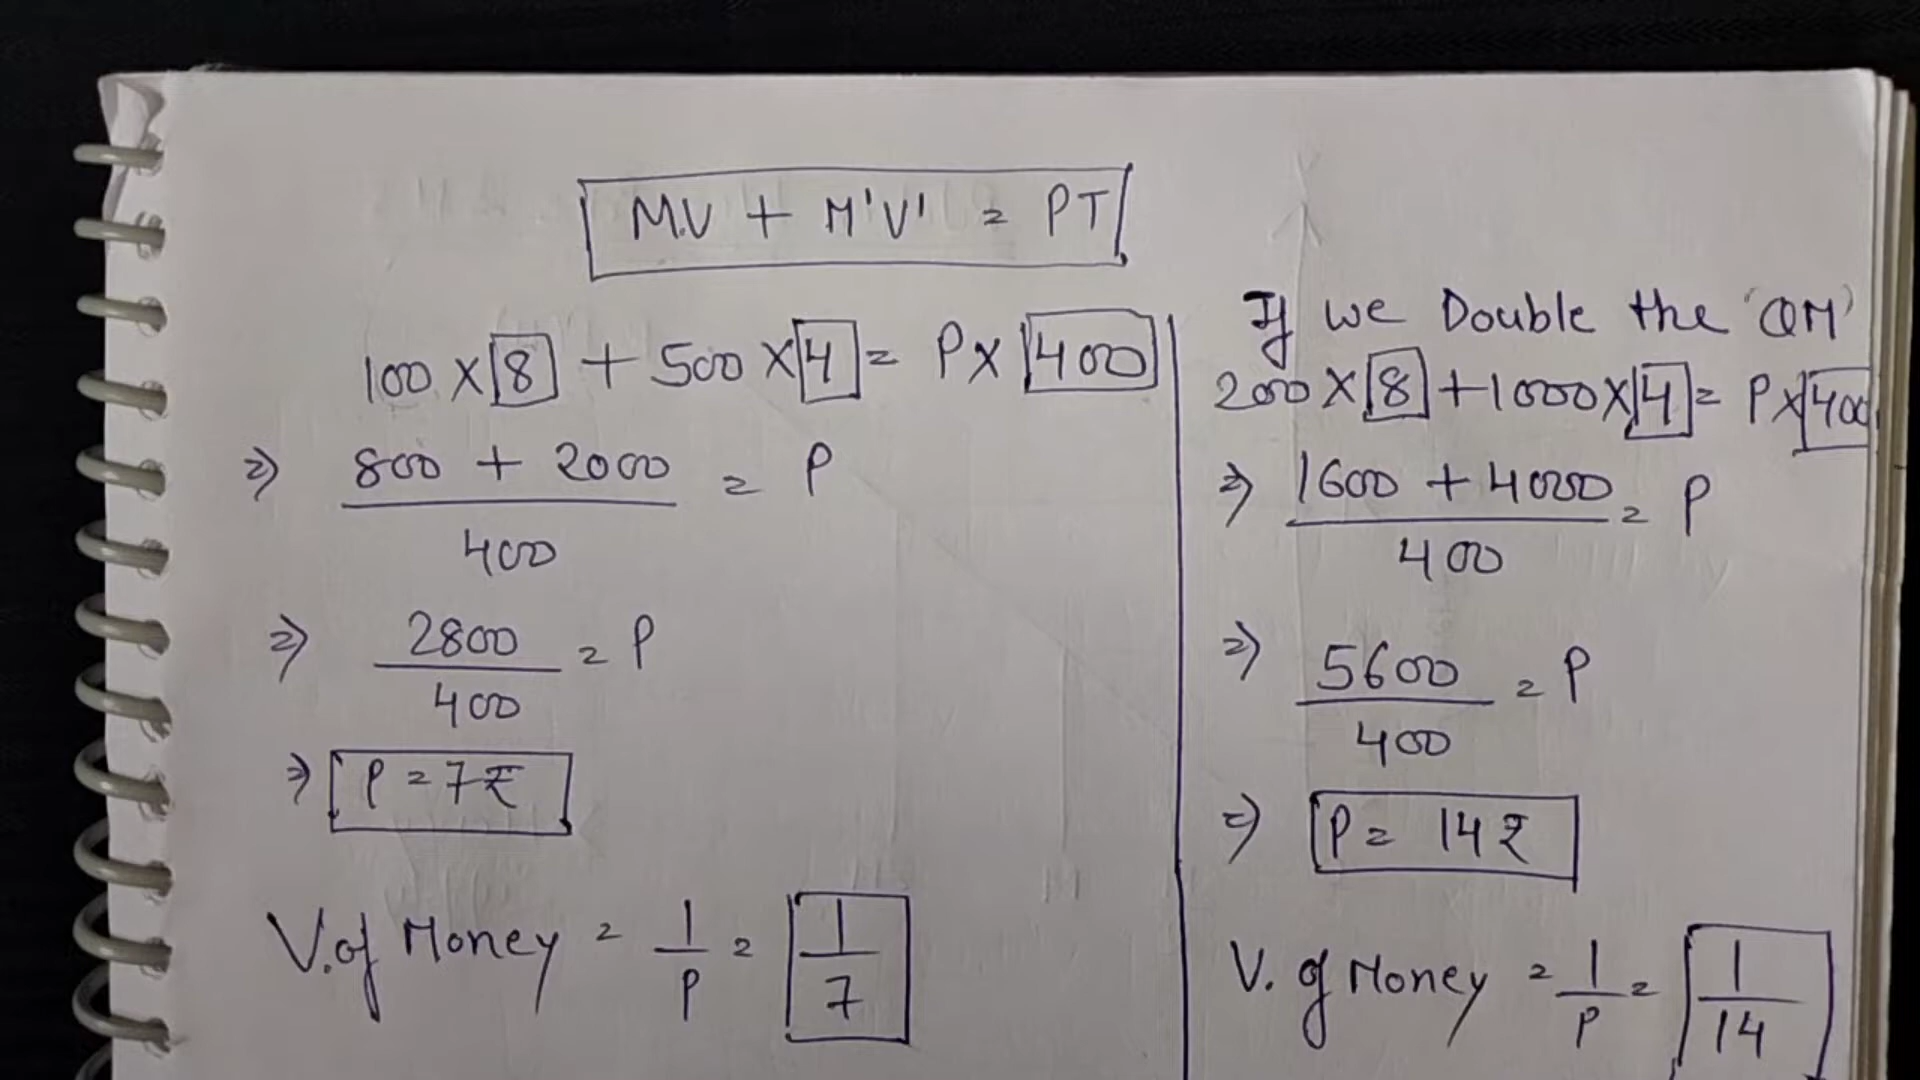 MV + M'V' = PT
100 × 8 + 500 × 4 = P × 400
⇒ 800 + 2000 = P
400
⇒ 2800 = P
400
⇒ P = 7₹
V. of Money = 1/P = 1/7
If we Double the 'QM'
200 × 8 + 1000 × 4 = P × 400
⇒ 1600 + 4000 = P
400
⇒ 5600 = P
400
⇒ P = 14₹
V. of Money = 1/P = 1/14